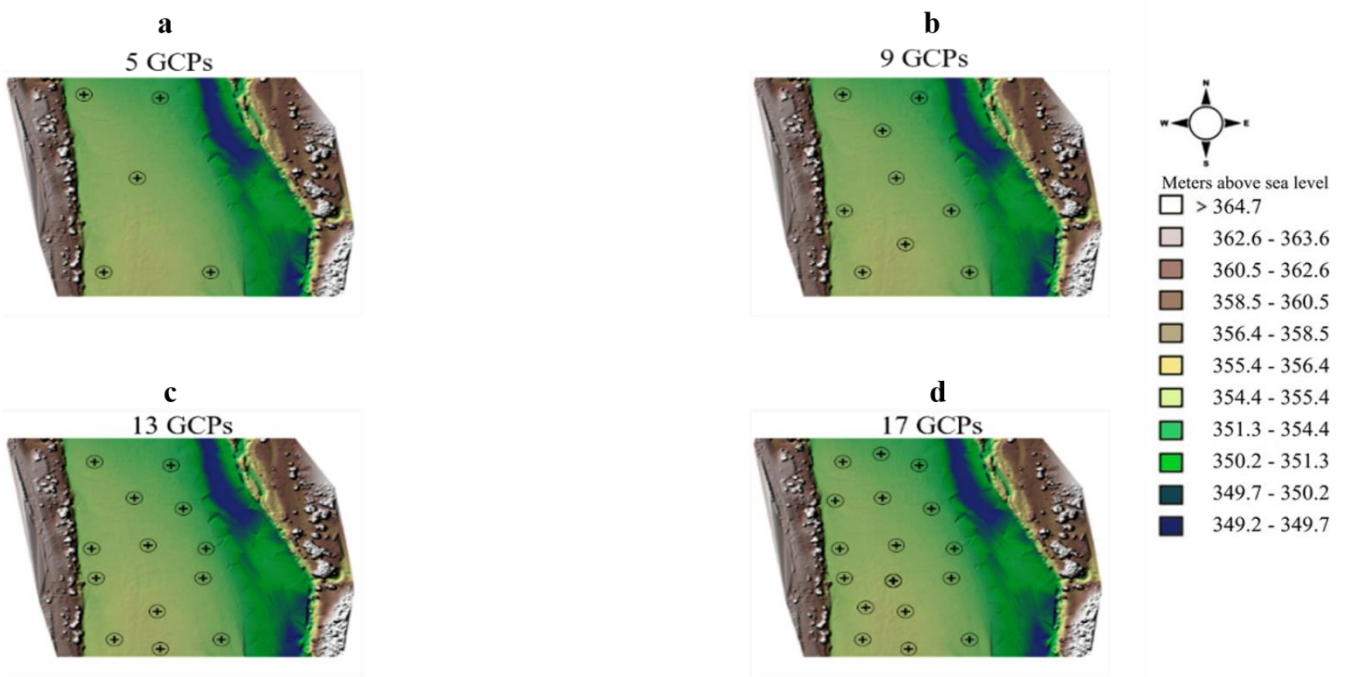 a
5 GCPs
b
9 GCPs
c
13 GCPs
d
17 GCPs
N
W E
S
Meters above sea level
> 364.7
362.6 - 363.6
360.5 - 362.6
358.5 - 360.5
356.4 - 358.5
355.4 - 356.4
354.4 - 355.4
351.3 - 354.4
350.2 - 351.3
349.7 - 350.2
349.2 - 349.7